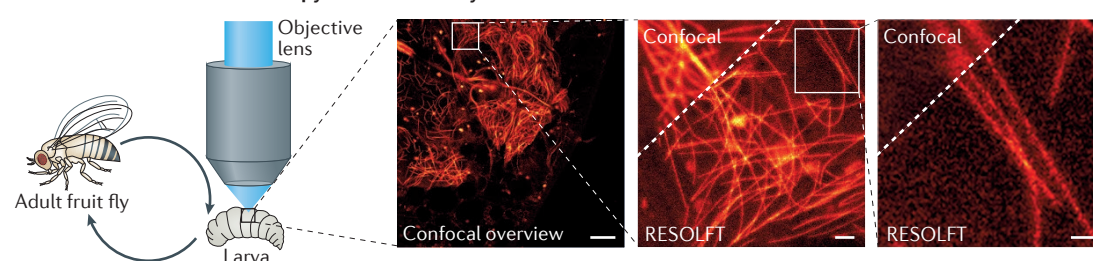 Objective
lens
Adult fruit fly
Larva
Confocal overview
Confocal
RESOLFT
Confocal
RESOLFT